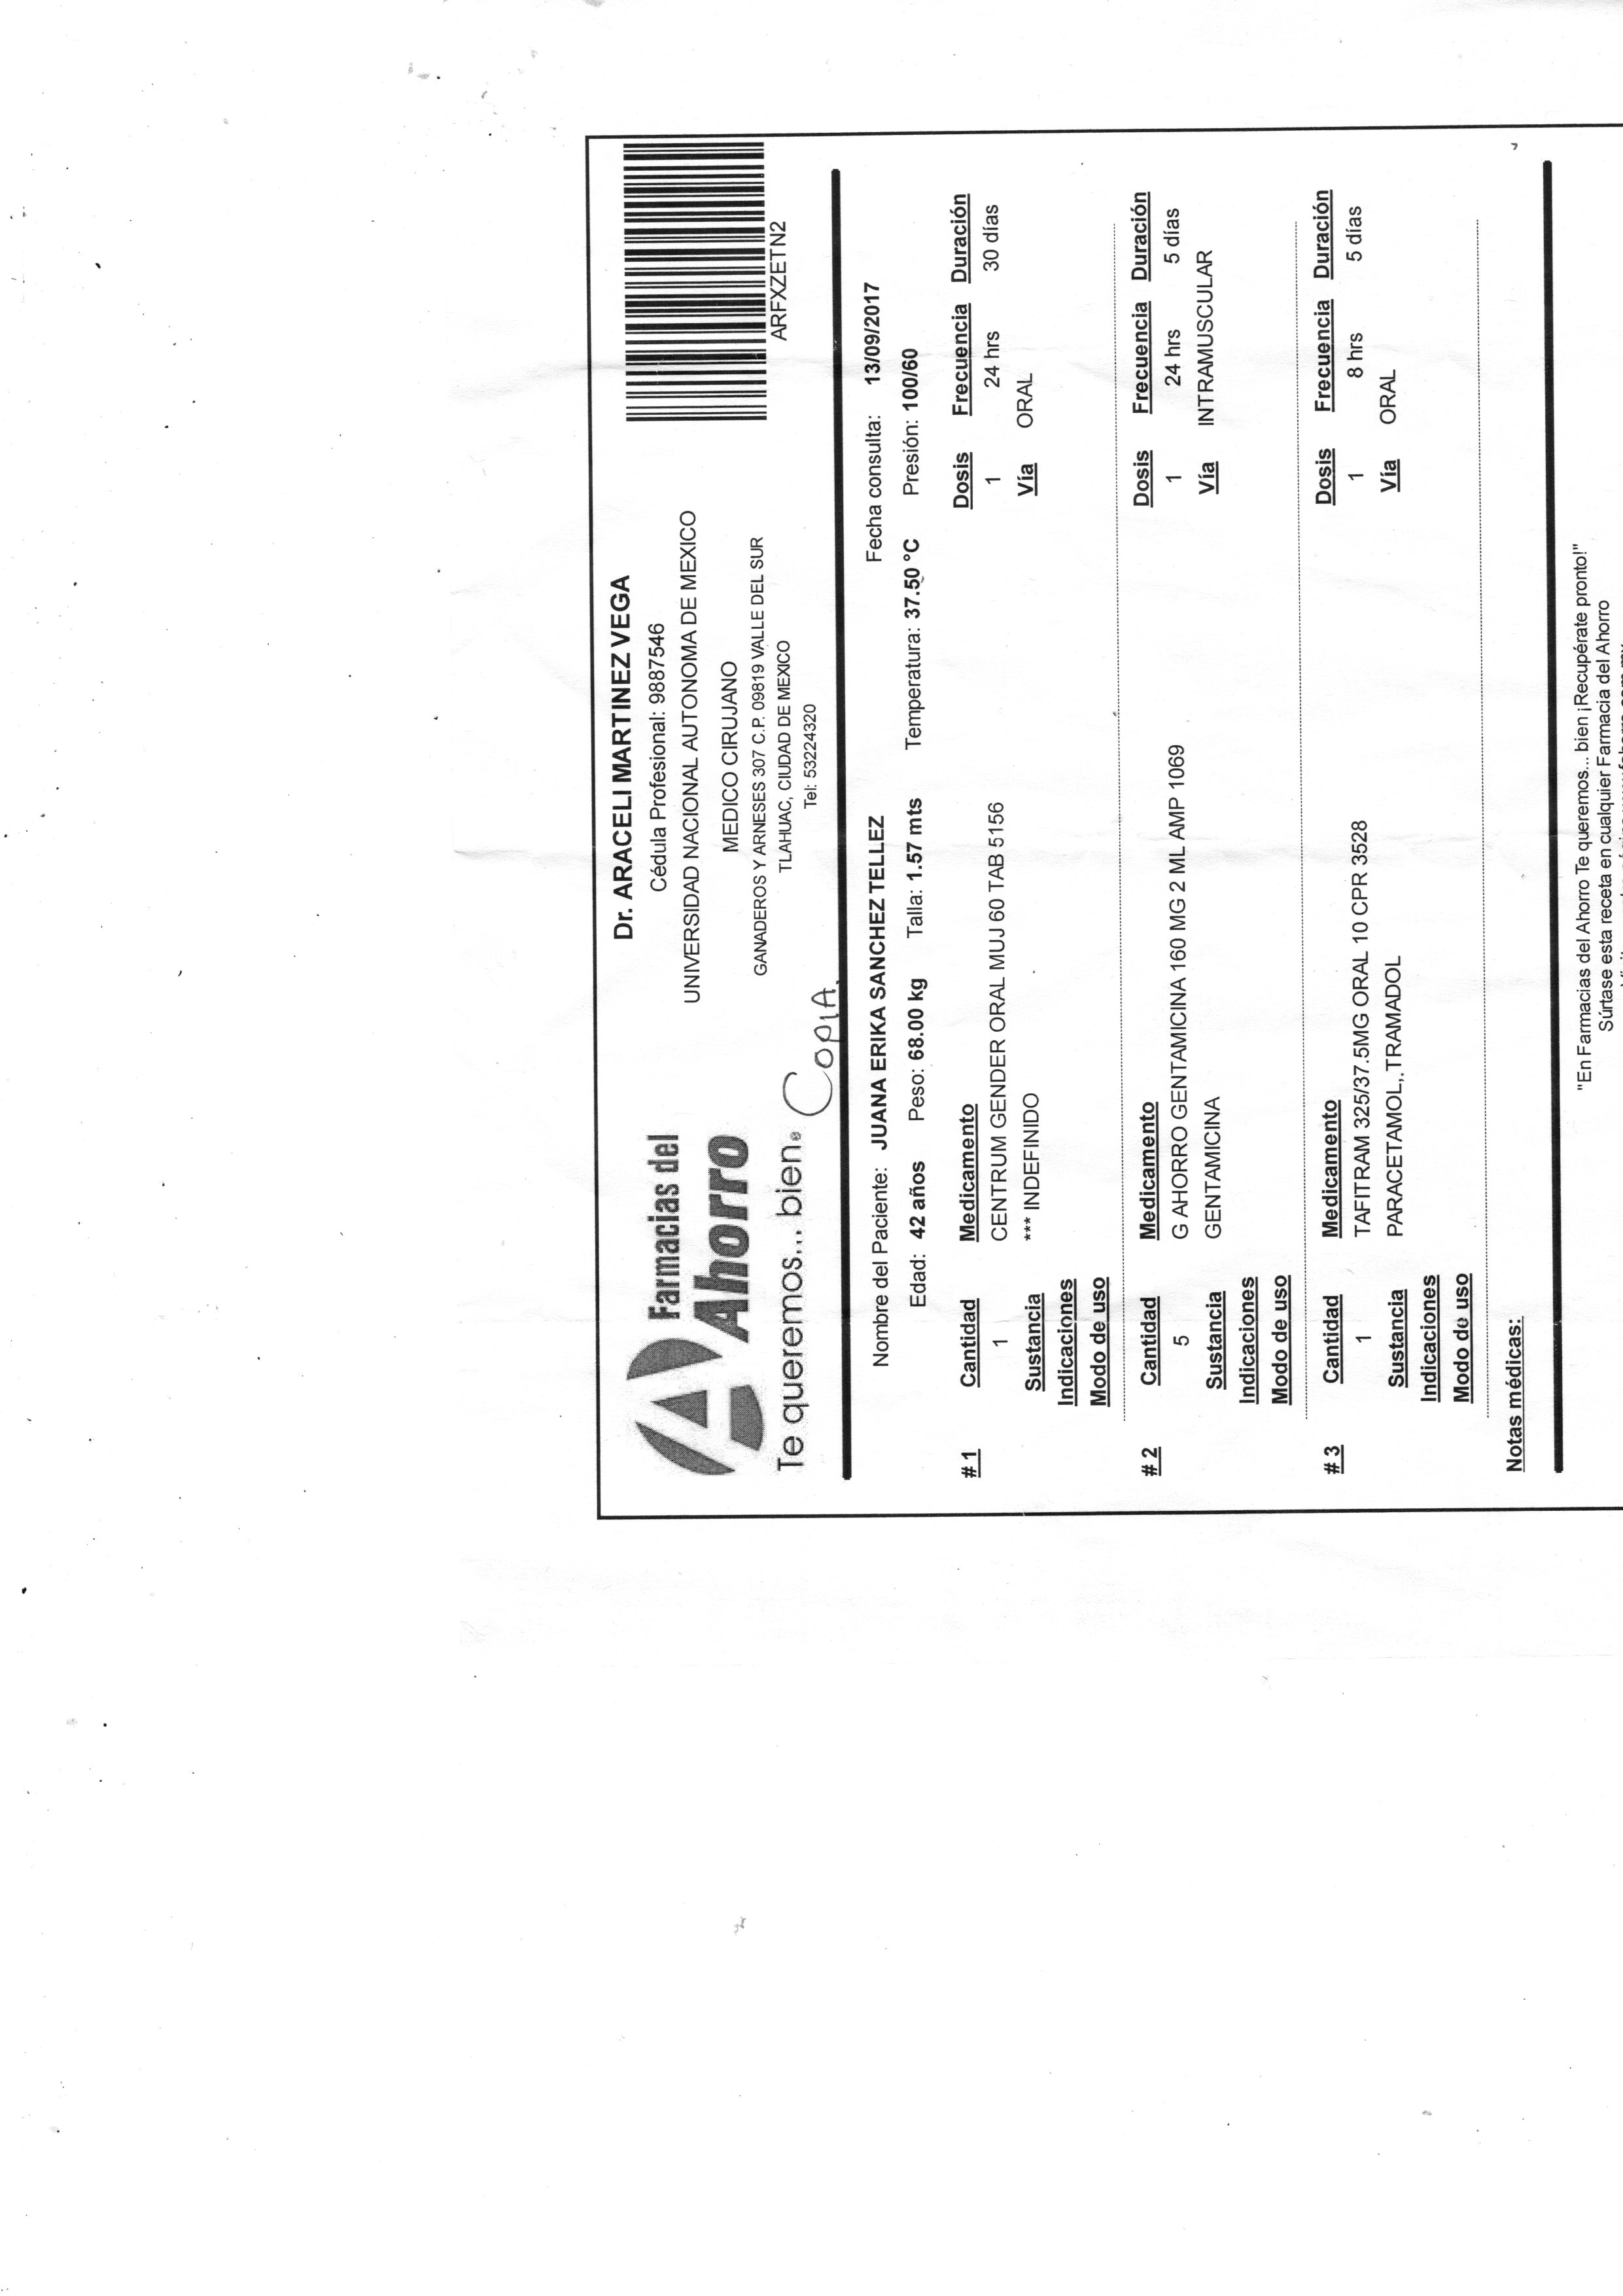 Farmacias del
Ahorro
Te queremos... bien.
COPIA
Dr. ARACELI MARTINEZ VEGA
Cédula Profesional: 9887546
UNIVERSIDAD NACIONAL AUTONOMA DE MEXICO
MEDICO CIRUJANO
GANADEROS Y ARNESES 307 C.P. 09819 VALLE DEL SUR
TLAHUAC, CIUDAD DE MEXICO
Tel: 53224320
ARFXZETN2
Nombre del Paciente: JUANA ERIKA SANCHEZ TELLEZ Fecha consulta: 13/09/2017
Edad: 42 años Peso: 68.00 kg Talla: 1.57 mts Temperatura: 37.50 °C Presión: 100/60
# 1 Cantidad Medicamento Dosis Frecuencia Duración
1 CENTRUM GENDER ORAL MUJ 60 TAB 5156 1 24 hrs 30 días
Sustancia *** INDEFINIDO Vía ORAL
Indicaciones
Modo de uso
# 2 Cantidad Medicamento Dosis Frecuencia Duración
5 G AHORRO GENTAMICINA 160 MG 2 ML AMP 1069 1 24 hrs 5 días
Sustancia GENTAMICINA Vía INTRAMUSCULAR
Indicaciones
Modo de uso
# 3 Cantidad Medicamento Dosis Frecuencia Duración
1 TAFITRAM 325/37.5MG ORAL 10 CPR 3528 1 8 hrs 5 días
Sustancia PARACETAMOL,.TRAMADOL Vía ORAL
Indicaciones
Modo de uso
Notas médicas:
"En Farmacias del Ahorro Te queremos... bien ¡Recupérate pronto!"
Súrtase esta receta en cualquier Farmacia del Ahorro